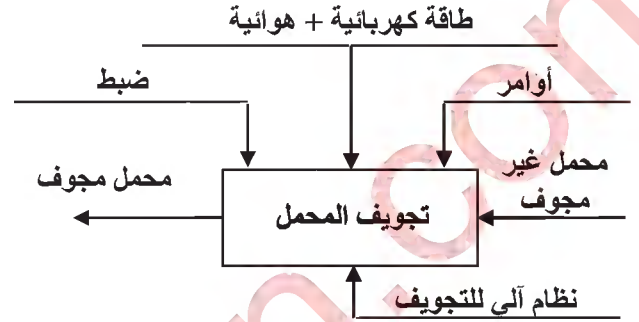 طاقة كهربائية + هوائية
ضبط
أوامر
محمل غير
مجوف
محمل مجوف
تجويف المحمل
نظام آلي للتجويف